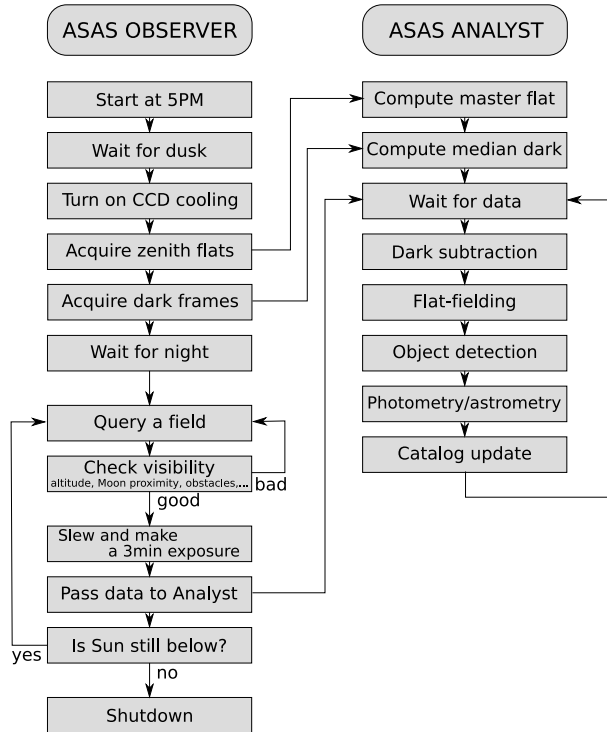 ASAS OBSERVER
Start at 5PM
Wait for dusk
Turn on CCD cooling
Acquire zenith flats
Acquire dark frames
Wait for night
Query a field
Check visibility
altitude, Moon proximity, obstacles,...
bad
good
Slew and make
a 3min exposure
Pass data to Analyst
Is Sun still below?
yes
no
Shutdown
ASAS ANALYST
Compute master flat
Compute median dark
Wait for data
Dark subtraction
Flat-fielding
Object detection
Photometry/astrometry
Catalog update